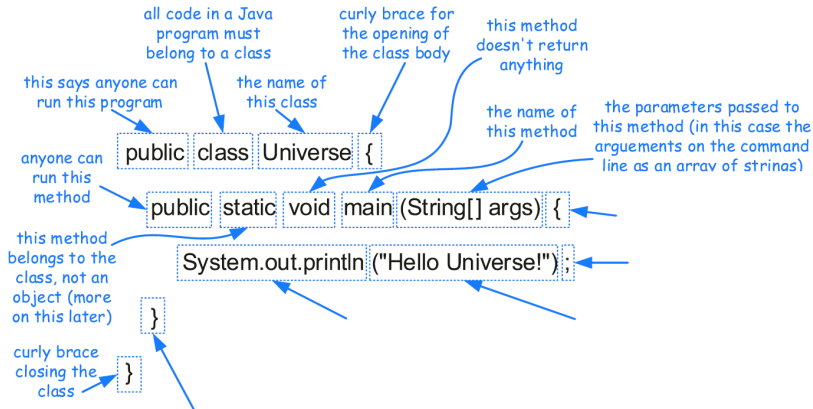 all code in a Java
program must
belong to a class
curly brace for
the opening of
the class body
this method
doesn't return
anything
this says anyone can
run this program
the name of
this class
the name of
this method
the parameters passed to
this method (in this case the
arguements on the command
line as an array of strings)
public class Universe {
anyone can
run this
method
public static void main (String[] args) {
this method
belongs to the
class, not an
object (more
on this later)
System.out.println ("Hello Universe!") ;
}
curly brace
closing the
class
}